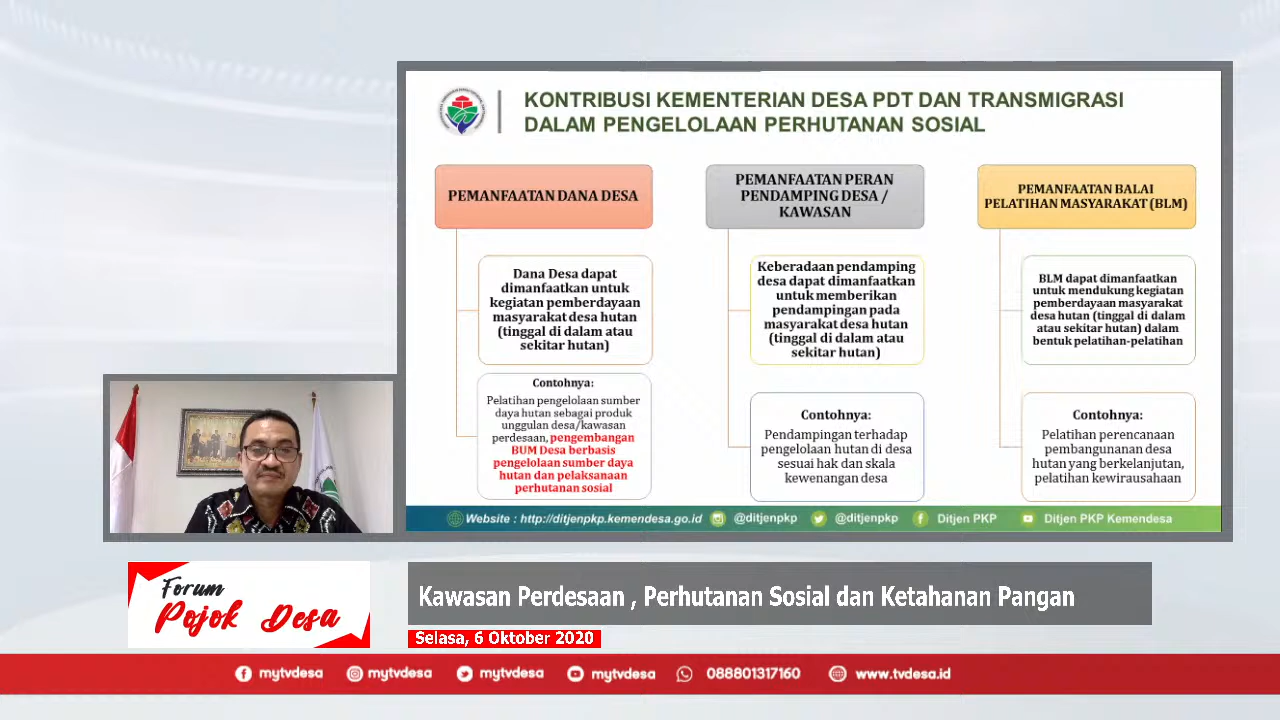 KONTRIBUSI KEMENTERIAN DESA PDT DAN TRANSMIGRASI
DALAM PENGELOLAAN PERHUTANAN SOSIAL
PEMANFAATAN DANA DESA
Dana Desa dapat
dimanfaatkan untuk
kegiatan pemberdayaan
masyarakat desa hutan
(tinggal di dalam atau
sekitar hutan)
Contohnya:
Pelatihan pengelolaan sumber
daya hutan sebagai produk
unggulan desa/kawasan
perdesaan, pengembangan
BUM Desa berbasis
pengelolaan sumber daya
hutan dan pelaksanaan
perhutanan sosial
PEMANFAATAN PERAN
PENDAMPING DESA /
KAWASAN
Keberadaan pendamping
desa dapat dimanfaatkan
untuk memberikan
pendampingan pada
masyarakat desa hutan
(tinggal di dalam atau
sekitar hutan)
Contohnya:
Pendampingan terhadap
pengelolaan hutan di desa
sesuai hak dan skala
kewenangan desa
PEMANFAATAN BALAI
PELATIHAN MASYARAKAT (BLM)
BLM dapat dimanfaatkan
untuk mendukung kegiatan
pemberdayaan masyarakat
desa hutan (tinggal di dalam
atau sekitar hutan) dalam
bentuk pelatihan-pelatihan
Contohnya:
Pelatihan perencanaan
pembangunanan desa
hutan yang berkelanjutan,
pelatihan kewirausahaan
Website : http://ditjenpkp.kemendesa.go.id @ditjenpkp @ditjenpkp Ditjen PKP Ditjen PKP Kemendesa
Forum
Pojok Desa
Kawasan Perdesaan , Perhutanan Sosial dan Ketahanan Pangan
Selasa, 6 Oktober 2020
mytvdesa mytvdesa mytvdesa mytvdesa 088801317160 www.tvdesa.id